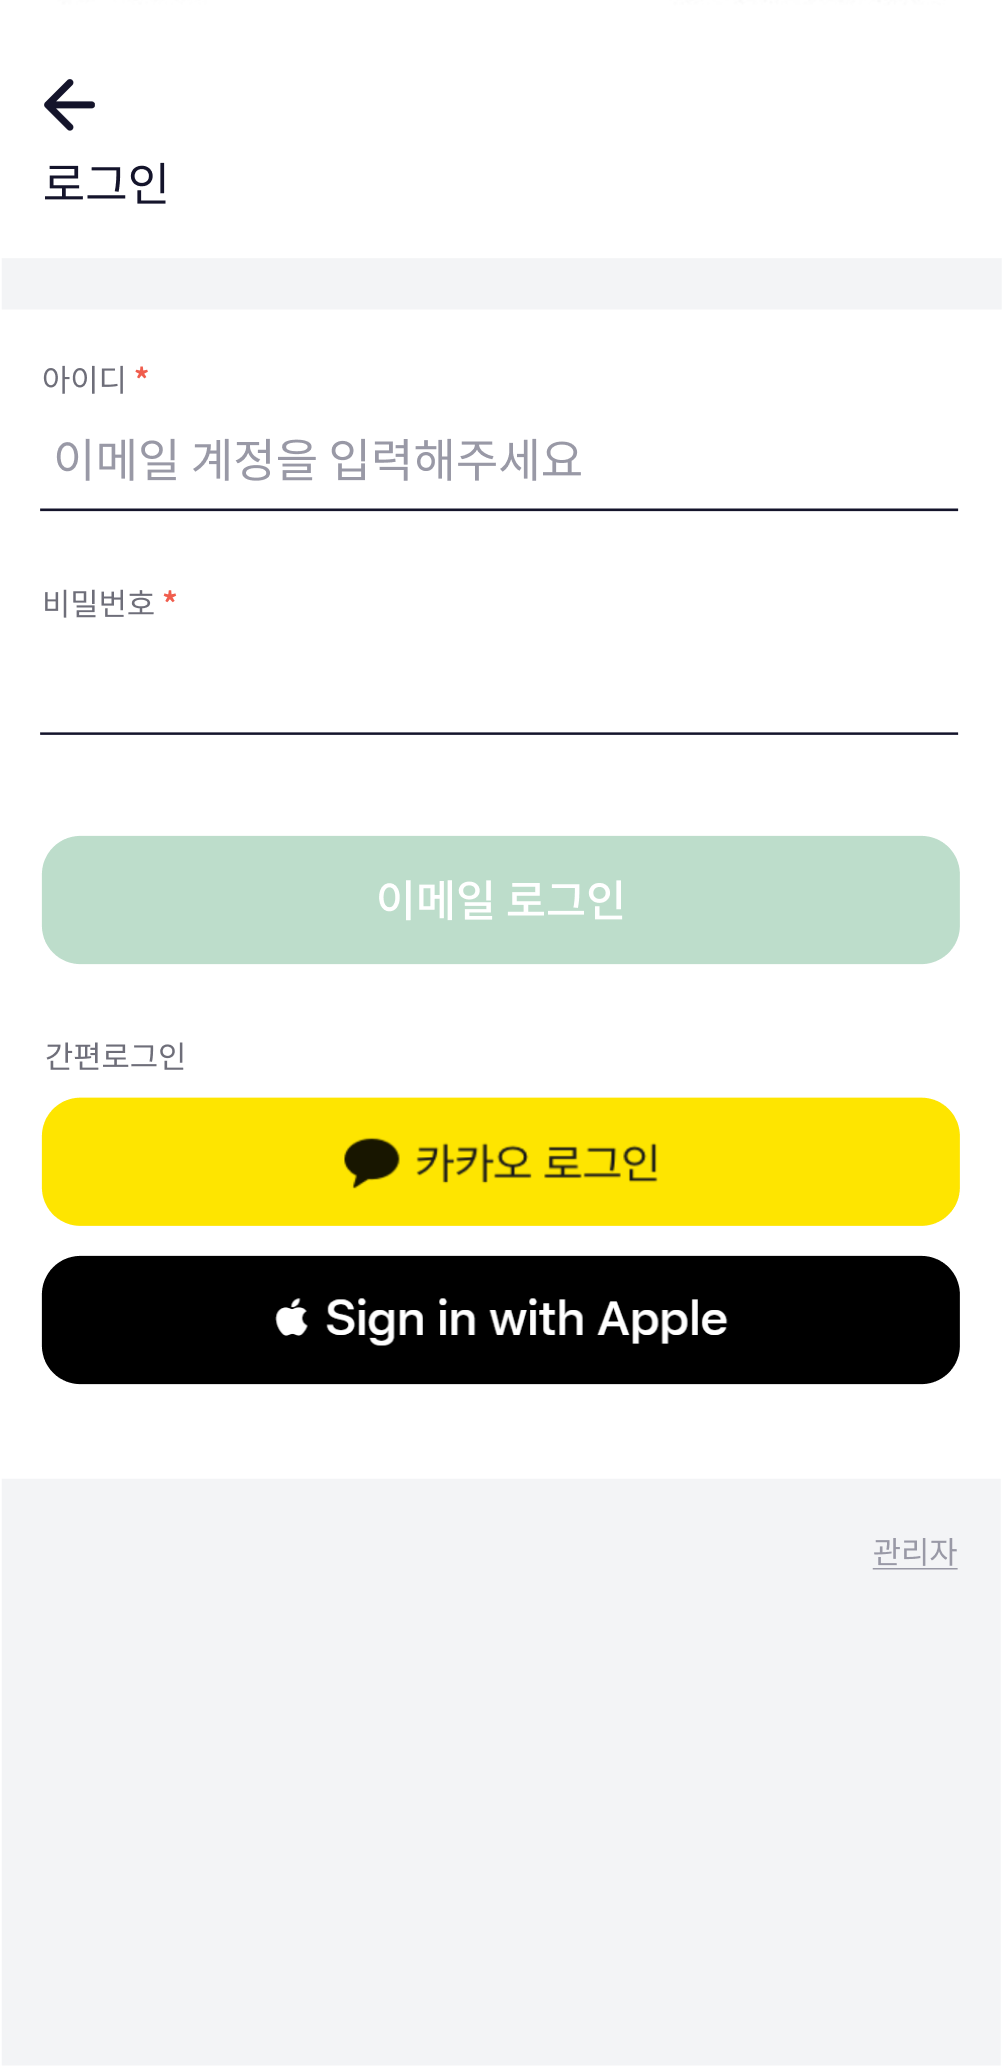 로그인
아이디 *
이메일 계정을 입력해주세요
비밀번호 *
이메일 로그인
간편로그인
카카오 로그인
Sign in with Apple
관리자